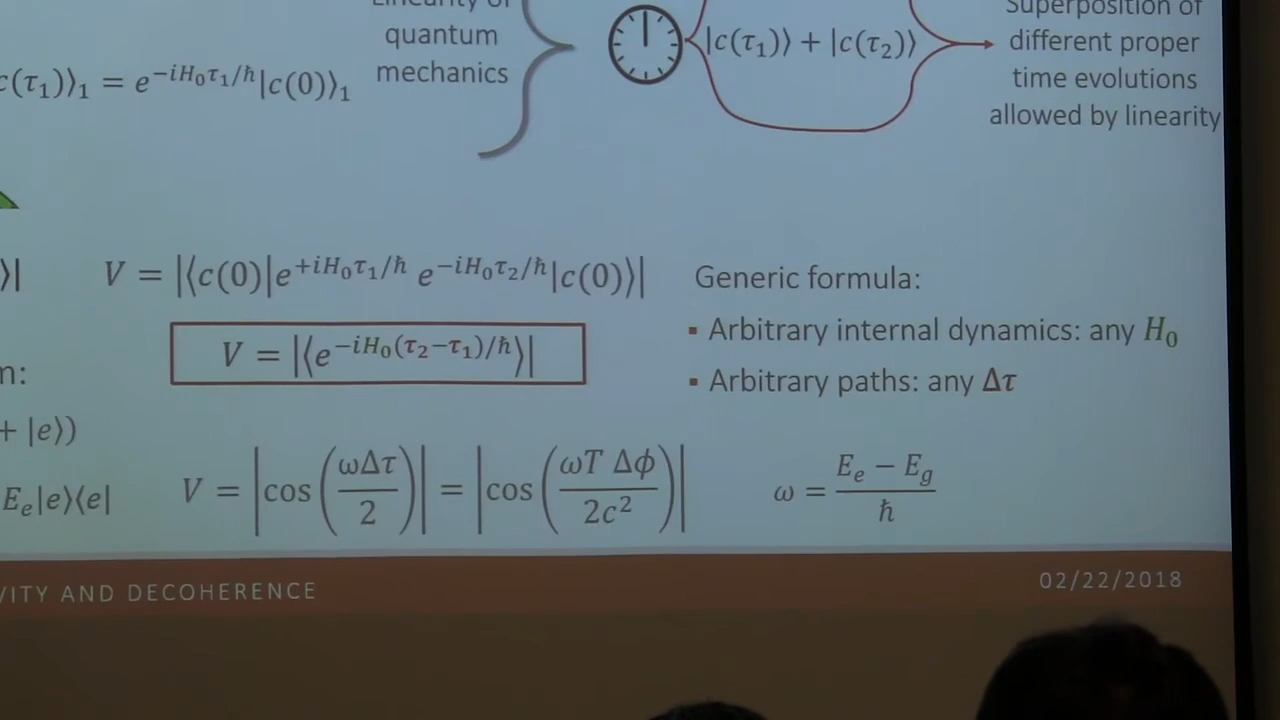 quantum
mechanics
c(τ₁)⟩₁ = e^{−iH₀τ₁/ħ}|c(0)⟩₁
|c(τ₁)⟩ + |c(τ₂)⟩
Superposition of
different proper
time evolutions
allowed by linearity
⟩|
V = |⟨c(0)|e^{+iH₀τ₁/ħ} e^{−iH₀τ₂/ħ}|c(0)⟩|
V = |⟨e^{−iH₀(τ₂−τ₁)/ħ}⟩|
Generic formula:
▪ Arbitrary internal dynamics: any H₀
▪ Arbitrary paths: any Δτ
m:
+ |e⟩)
E_e|e⟩⟨e|
V = |cos(ωΔτ/2)| = |cos(ωT Δϕ/2c²)|
ω = (E_e − E_g)/ħ
VITY AND DECOHERENCE
02/22/2018